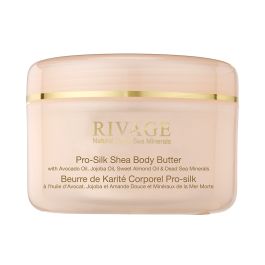 RIVAGE
Natural Dead Sea Minerals
Pro-Silk Shea Body Butter
with Avocado Oil, Jojoba Oil, Sweet Almond Oil & Dead Sea Minerals
Beurre de Karité Corporel Pro-silk
à l'huile d'Avocat, Jojoba et Amande Douce et Minéraux de la Mer Morte